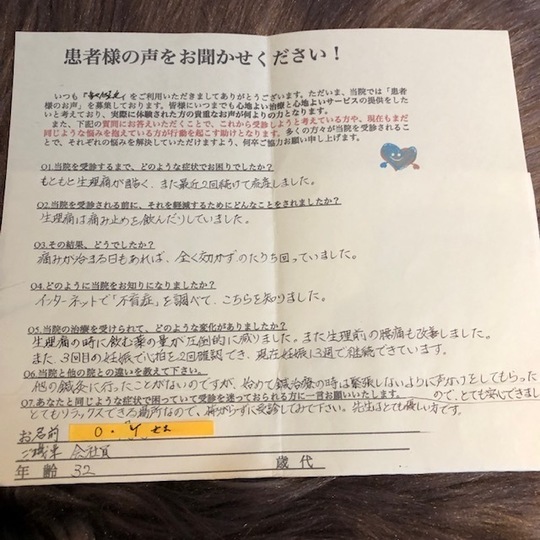 患者様の声をお聞かせください！
いつも をご利用いただきましてありがとうございます。ただいま、当院では「患者
様のお声」を募集しております。皆様にいつまでも心地よい治療と心地よいサービスの提供をした
いと考えており、実際に体験された方の貴重なお声が何よりの力となります。
また、下記の質問にお答えいただくことで、これから受診しようと考えている方や、現在もまだ
同じような悩みを抱えている方が行動を起こす助けとなります。多くの方々が当院を受診されるこ
とで、それぞれの悩みを解決していただけますよう、何卒ご協力お願い申し上げます。
Q1.当院を受診するまで、どのような症状でお困りでしたか？
もともと生理痛が酷く、また最近2回続けて流産しました。
Q2.当院を受診される前に、それを軽減するためにどんなことをされましたか？
生理痛は痛み止めを飲んだりしていました。
Q3.その結果、どうでしたか？
痛みが治まる日もあれば、全く効かずのたうち回っていました。
Q4.どのように当院をお知りになりましたか？
インターネットで「不育症」を調べて、こちらを知りました。
Q5.当院の治療を受けられて、どのような変化がありましたか？
生理痛の時に飲む薬の量が圧倒的に減りました。また生理前の腰痛も改善しました。
また、3回目の妊娠で心拍を2回確認でき、現在妊娠13週で継続できています。
Q6.当院と他の院との違いを教えて下さい。
他の鍼灸に行ったことがないのですが、始めて鍼治療の時は緊張しないように声かけをしてもらった
ので、とても安心できました
Q7.あなたと同じような症状で困っていて受診を迷っておられる方に一言お願いいたします。
とてもリラックスできる場所なので、怖がらずに受診してみて下さい。先生はとても優しい方です。
お名前 O.Y せ
ご職業 会社員
年 齢 32 歳 代